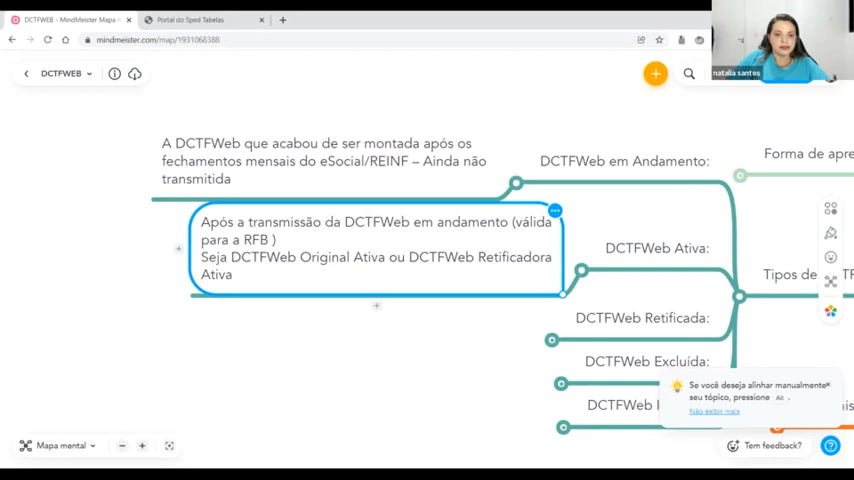 DCTFWEB - MindMeister Mapa
Portal do Sped Tabelas
mindmeister.com/map/1931068388
natalia santos
DCTFWEB
A DCTFWeb que acabou de ser montada após os
fechamentos mensais do eSocial/REINF – Ainda não
transmitida
DCTFWeb em Andamento:
Forma de apre
Após a transmissão da DCTFWeb em andamento (válida
para a RFB )
Seja DCTFWeb Original Ativa ou DCTFWeb Retificadora
Ativa
DCTFWeb Ativa:
Tipos de
DCTFWeb Retificada:
DCTFWeb Excluída:
DCTFWeb
Se você deseja alinhar manualmente
seu tópico, pressione Alt .
Não exibir mais
Mapa mental
Tem feedback?